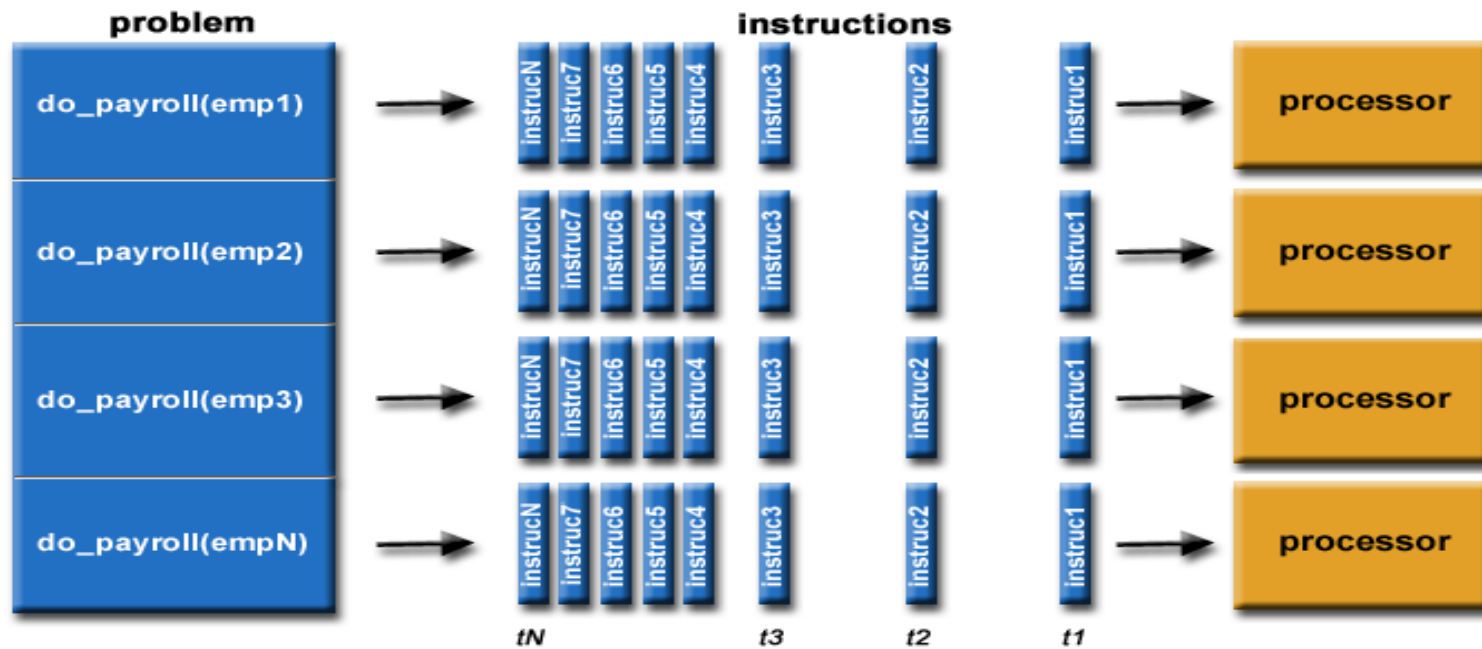 problem
instructions
do_payroll(emp1)
instrucN
instruc7
instruc6
instruc5
instruc4
instruc3
instruc2
instruc1
processor
do_payroll(emp2)
instrucN
instruc7
instruc6
instruc5
instruc4
instruc3
instruc2
instruc1
processor
do_payroll(emp3)
instrucN
instruc7
instruc6
instruc5
instruc4
instruc3
instruc2
instruc1
processor
do_payroll(empN)
instrucN
instruc7
instruc6
instruc5
instruc4
instruc3
instruc2
instruc1
processor
tN
t3
t2
t1